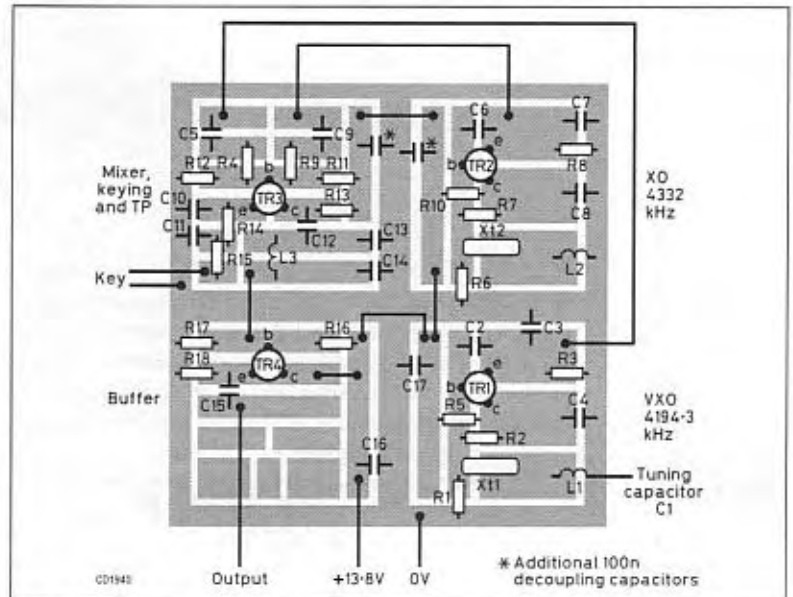 C5
C9
*
*
C6
C7
e
b
TR2
c
R12
R4
R9
R11
b
R8
Mixer,
keying
and TP
XO
4332
kHz
C10
TR3
R13
R10
R7
C8
e
c
C11
R14
C12
C13
Xt2
R15
L3
C14
L2
Key
R6
R17
b
R16
C2
C3
e
R3
R18
TR4
e
c
C17
b
TR1
c
Buffer
C15
R5
C4
VXO
4194·3
kHz
R2
C16
Xt1
L1
Tuning
capacitor
C1
R1
CD1940
Output
+13·8V
0V
* Additional 100n
decoupling capacitors